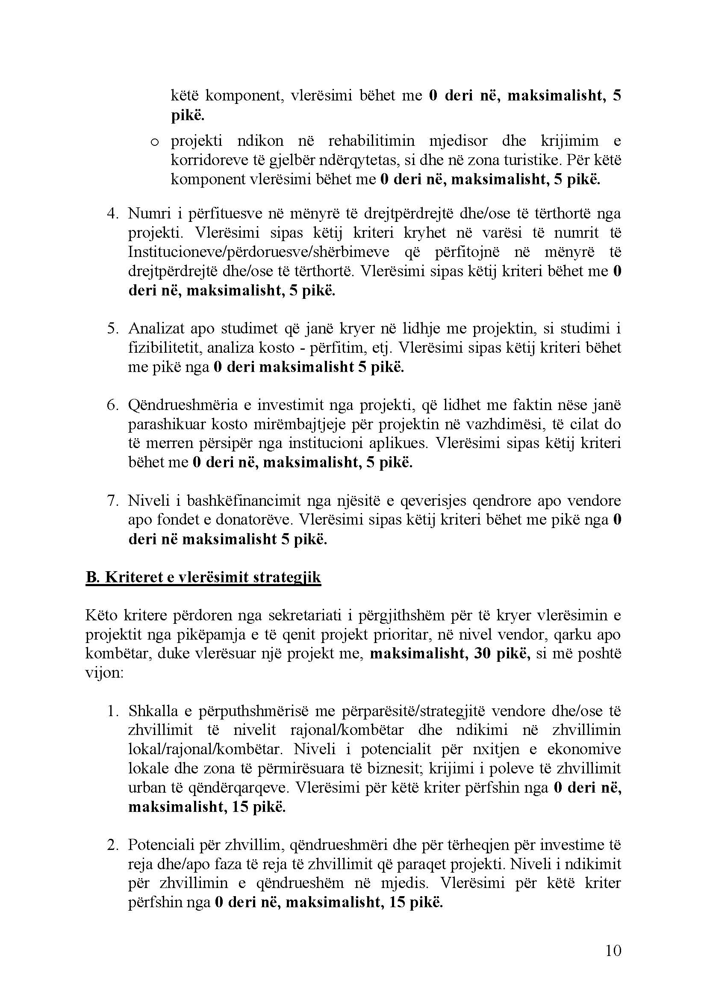 këtë komponent, vlerësimi bëhet me 0 deri në, maksimalisht, 5
pikë.
o projekti ndikon në rehabilitimin mjedisor dhe krijimim e
korridoreve të gjelbër ndërqytetas, si dhe në zona turistike. Për këtë
komponent vlerësimi bëhet me 0 deri në, maksimalisht, 5 pikë.
4. Numri i përfituesve në mënyrë të drejtpërdrejtë dhe/ose të tërthortë nga
projekti. Vlerësimi sipas këtij kriteri kryhet në varësi të numrit të
Institucioneve/përdoruesve/shërbimeve që përfitojnë në mënyrë të
drejtpërdrejtë dhe/ose të tërthortë. Vlerësimi sipas këtij kriteri bëhet me 0
deri në, maksimalisht, 5 pikë.
5. Analizat apo studimet që janë kryer në lidhje me projektin, si studimi i
fizibilitetit, analiza kosto - përfitim, etj. Vlerësimi sipas këtij kriteri bëhet
me pikë nga 0 deri maksimalisht 5 pikë.
6. Qëndrueshmëria e investimit nga projekti, që lidhet me faktin nëse janë
parashikuar kosto mirëmbajtjeje për projektin në vazhdimësi, të cilat do
të merren përsipër nga institucioni aplikues. Vlerësimi sipas këtij kriteri
bëhet me 0 deri në, maksimalisht, 5 pikë.
7. Niveli i bashkëfinancimit nga njësitë e qeverisjes qendrore apo vendore
apo fondet e donatorëve. Vlerësimi sipas këtij kriteri bëhet me pikë nga 0
deri në maksimalisht 5 pikë.
B. Kriteret e vlerësimit strategjik
Këto kritere përdoren nga sekretariati i përgjithshëm për të kryer vlerësimin e
projektit nga pikëpamja e të qenit projekt prioritar, në nivel vendor, qarku apo
kombëtar, duke vlerësuar një projekt me, maksimalisht, 30 pikë, si më poshtë
vijon:
1. Shkalla e përputhshmërisë me përparësitë/strategjitë vendore dhe/ose të
zhvillimit të nivelit rajonal/kombëtar dhe ndikimi në zhvillimin
lokal/rajonal/kombëtar. Niveli i potencialit për nxitjen e ekonomive
lokale dhe zona të përmirësuara të biznesit; krijimi i poleve të zhvillimit
urban të qëndërqarqeve. Vlerësimi për këtë kriter përfshin nga 0 deri në,
maksimalisht, 15 pikë.
2. Potenciali për zhvillim, qëndrueshmëri dhe për tërheqjen për investime të
reja dhe/apo faza të reja të zhvillimit që paraqet projekti. Niveli i ndikimit
për zhvillimin e qëndrueshëm në mjedis. Vlerësimi për këtë kriter
përfshin nga 0 deri në, maksimalisht, 15 pikë.
10